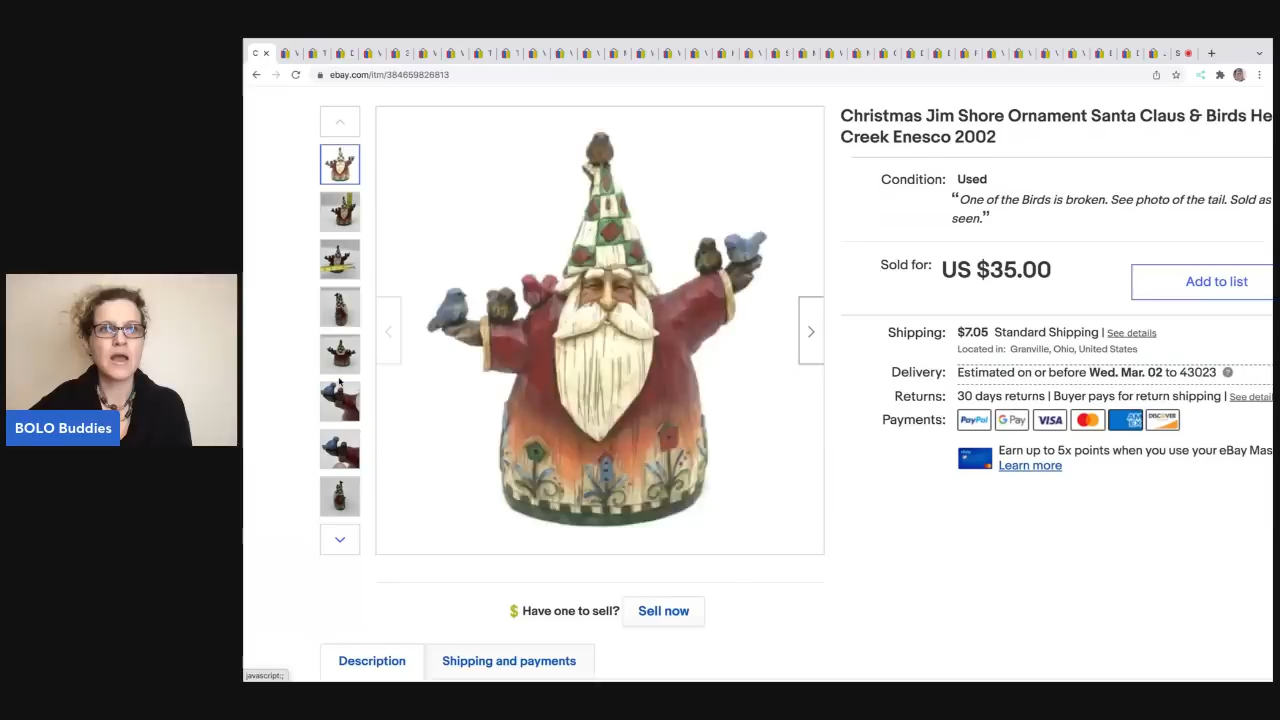 ebay.com/itm/384659826813
Christmas Jim Shore Ornament Santa Claus & Birds He
Creek Enesco 2002
Condition: Used
“One of the Birds is broken. See photo of the tail. Sold as
seen.”
Sold for: US $35.00
Add to list
Shipping: $7.05 Standard Shipping | See details
Located in: Granville, Ohio, United States
Delivery: Estimated on or before Wed. Mar. 02 to 43023
Returns: 30 days returns | Buyer pays for return shipping | See detail
Payments: PayPal G Pay VISA AM EX DISCOVER
Earn up to 5x points when you use your eBay Mas
Learn more
BOLO Buddies
Have one to sell? Sell now
Description
Shipping and payments
javascript:;